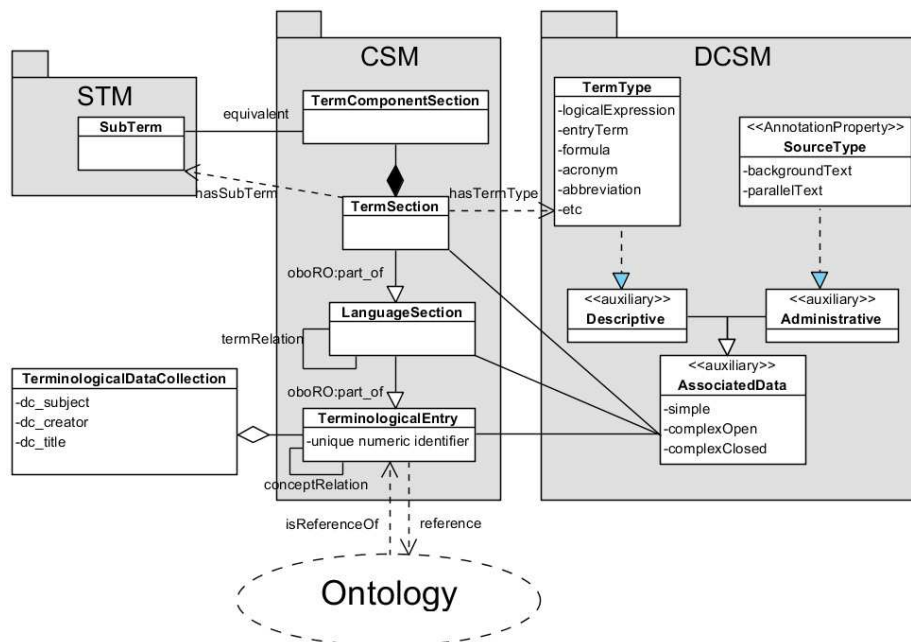 STM
SubTerm
equivalent
hasSubTerm
CSM
TermComponentSection
TermSection
hasTermType
oboRO:part_of
LanguageSection
termRelation
oboRO:part_of
TerminologicalEntry
-unique numeric identifier
conceptRelation
TerminologicalDataCollection
-dc_subject
-dc_creator
-dc_title
isReferenceOf
reference
Ontology
DCSM
TermType
-logicalExpression
-entryTerm
-formula
-acronym
-abbreviation
-etc
<<AnnotationProperty>>
SourceType
-backgroundText
-parallelText
<<auxiliary>>
Descriptive
<<auxiliary>>
Administrative
<<auxiliary>>
AssociatedData
-simple
-complexOpen
-complexClosed